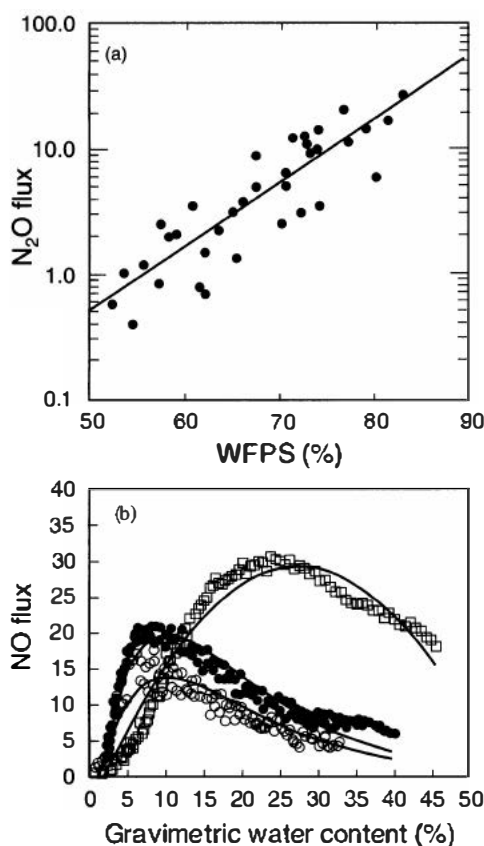 100.0
(a)
10.0
N₂O flux
1.0
0.1
50 60 70 80 90
WFPS (%)
40
(b)
35
30
25
NO flux
20
15
10
5
0
0 5 10 15 20 25 30 35 40 45 50
Gravimetric water content (%)